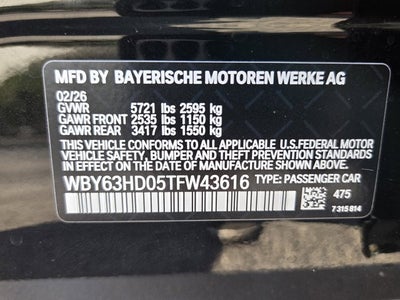 MFD BY BAYERISCHE MOTOREN WERKE AG
02/26
GVWR 5721 lbs 2595 kg
GAWR FRONT 2535 lbs 1150 kg
GAWR REAR 3417 lbs 1550 kg
THIS VEHICLE CONFORMS TO ALL APPLICABLE U.S.FEDERAL MOTOR
VEHICLE SAFETY, BUMPER, AND THEFT PREVENTION STANDARDS
IN EFFECT ON THE DATE OF MANUFACTURE SHOWN ABOVE.
WBY63HD05TFW43616 TYPE: PASSENGER CAR
475
7 315 814